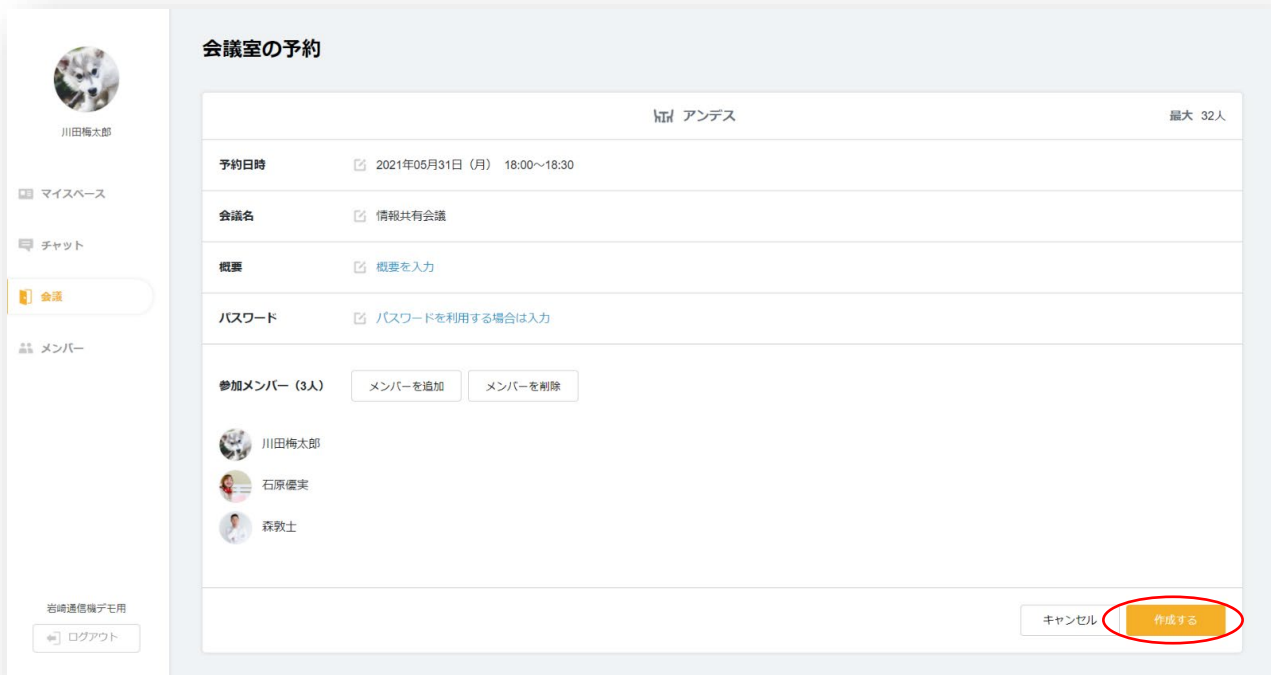 川田梅太郎
マイスペース
チャット
会議
メンバー
岩崎通信機デモ用
ログアウト
会議室の予約
アンデス 最大 32人
予約日時 2021年05月31日（月） 18:00～18:30
会議名 情報共有会議
概要 概要を入力
パスワード パスワードを利用する場合は入力
参加メンバー（3人） メンバーを追加 メンバーを削除
川田梅太郎
石原優実
森敦士
キャンセル 作成する